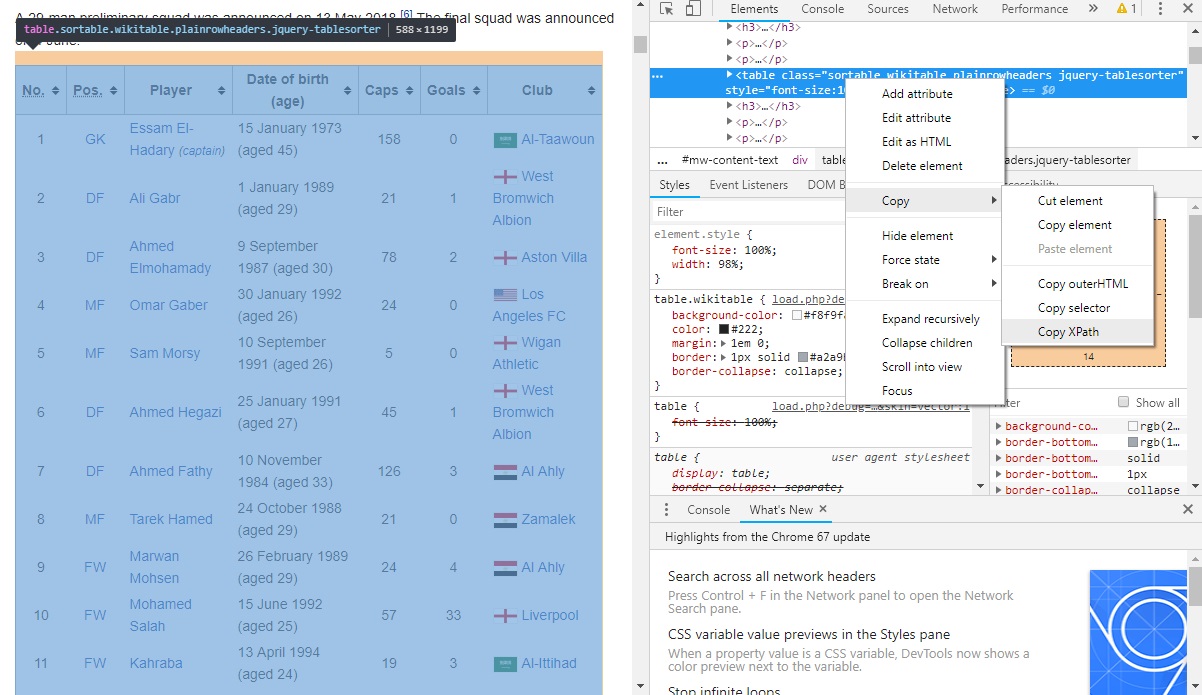 A 29-man preliminary squad was announced on 13 May 2018.[6] The final squad was announced
table.sortable.wikitable.plainrowheaders.jquery-tablesorter | 588×1199
No. Pos. Player Date of birth (age) Caps Goals Club
1 GK Essam El-Hadary (captain) 15 January 1973 (aged 45) 158 0 Al-Taawoun
2 DF Ali Gabr 1 January 1989 (aged 29) 21 1 West Bromwich Albion
3 DF Ahmed Elmohamady 9 September 1987 (aged 30) 78 2 Aston Villa
4 MF Omar Gaber 30 January 1992 (aged 26) 24 0 Los Angeles FC
5 MF Sam Morsy 10 September 1991 (aged 26) 5 0 Wigan Athletic
6 DF Ahmed Hegazi 25 January 1991 (aged 27) 45 1 West Bromwich Albion
7 DF Ahmed Fathy 10 November 1984 (aged 33) 126 3 Al Ahly
8 MF Tarek Hamed 24 October 1988 (aged 29) 21 0 Zamalek
9 FW Marwan Mohsen 26 February 1989 (aged 29) 24 4 Al Ahly
10 FW Mohamed Salah 15 June 1992 (aged 25) 57 33 Liverpool
11 FW Kahraba 13 April 1994 (aged 24) 19 3 Al-Ittihad
Elements Console Sources Network Performance » 1
<h3>…</h3>
<p>…</p>
<p>…</p>
… <table class="sortable wikitable plainrowheaders jquery-tablesorter"
style="font-size:10 > == $0
<h3>…</h3>
<p>…</p>
<p>…</p>
... #mw-content-text div table aders.jquery-tablesorter
Styles Event Listeners DOM B ccessibility
Filter
element.style {
font-size: 100%;
width: 98%;
}
table.wikitable { load.php?de
background-color: #f8f9fa
color: #222;
margin: 1em 0;
border: 1px solid #a2a9b
border-collapse: collapse;
}
table { load.php?debug=…&skin=vector:1
font-size: 100%;
}
table { user agent stylesheet
display: table;
border-collapse: separate;
Add attribute
Edit attribute
Edit as HTML
Delete element
Copy
Hide element
Force state
Break on
Expand recursively
Collapse children
Scroll into view
Focus
Cut element
Copy element
Paste element
Copy outerHTML
Copy selector
Copy XPath
–
14
ter Show all
background-co… rgb(2…
border-bottom… rgb(1…
border-bottom… solid
border-bottom… 1px
border-collap… collapse
Console What's New ×
Highlights from the Chrome 67 update
Search across all network headers
Press Control + F in the Network panel to open the Network
Search pane.
CSS variable value previews in the Styles pane
When a property value is a CSS variable, DevTools now shows a
color preview next to the variable.
Stop infinite loops